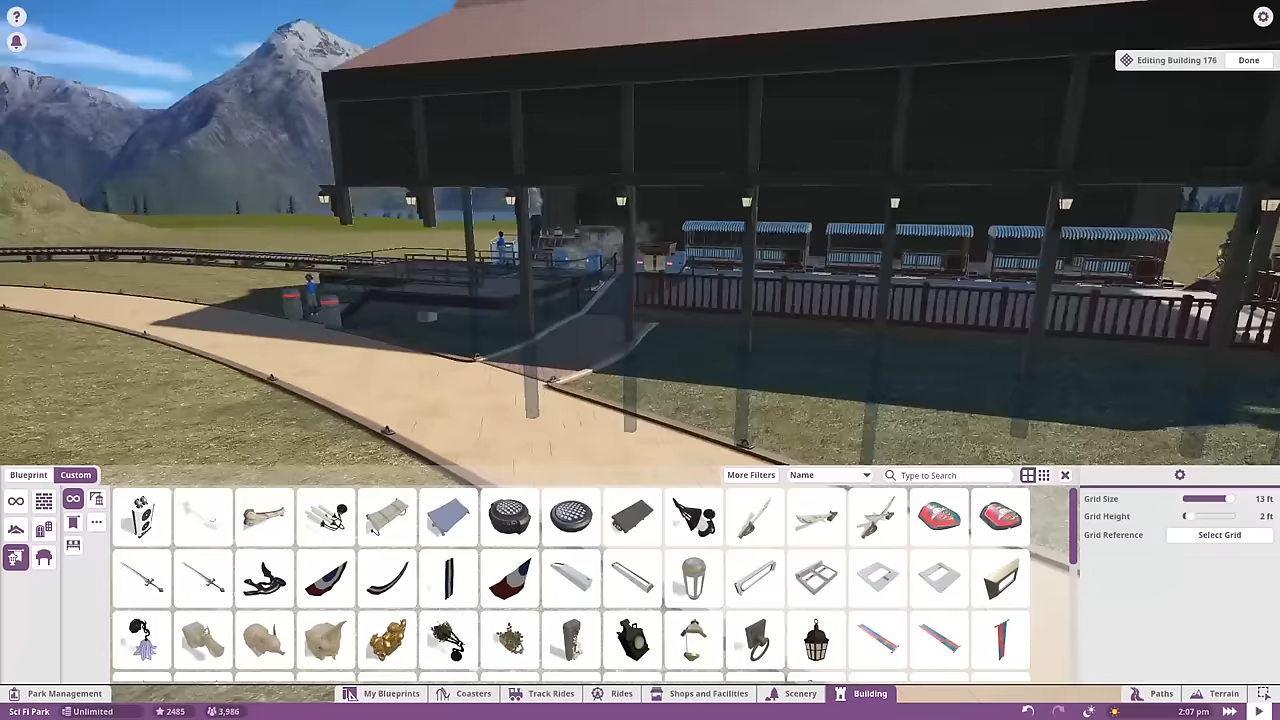 ?
Editing Building 176
Done
Blueprint
Custom
More Filters
Name
Type to Search
Grid Size
13 ft
Grid Height
2 ft
Grid Reference
Select Grid
Park Management
My Blueprints
Coasters
Track Rides
Rides
Shops and Facilities
Scenery
Building
Paths
Terrain
Sci Fi Park
Unlimited
2485
3,986
2:07 pm